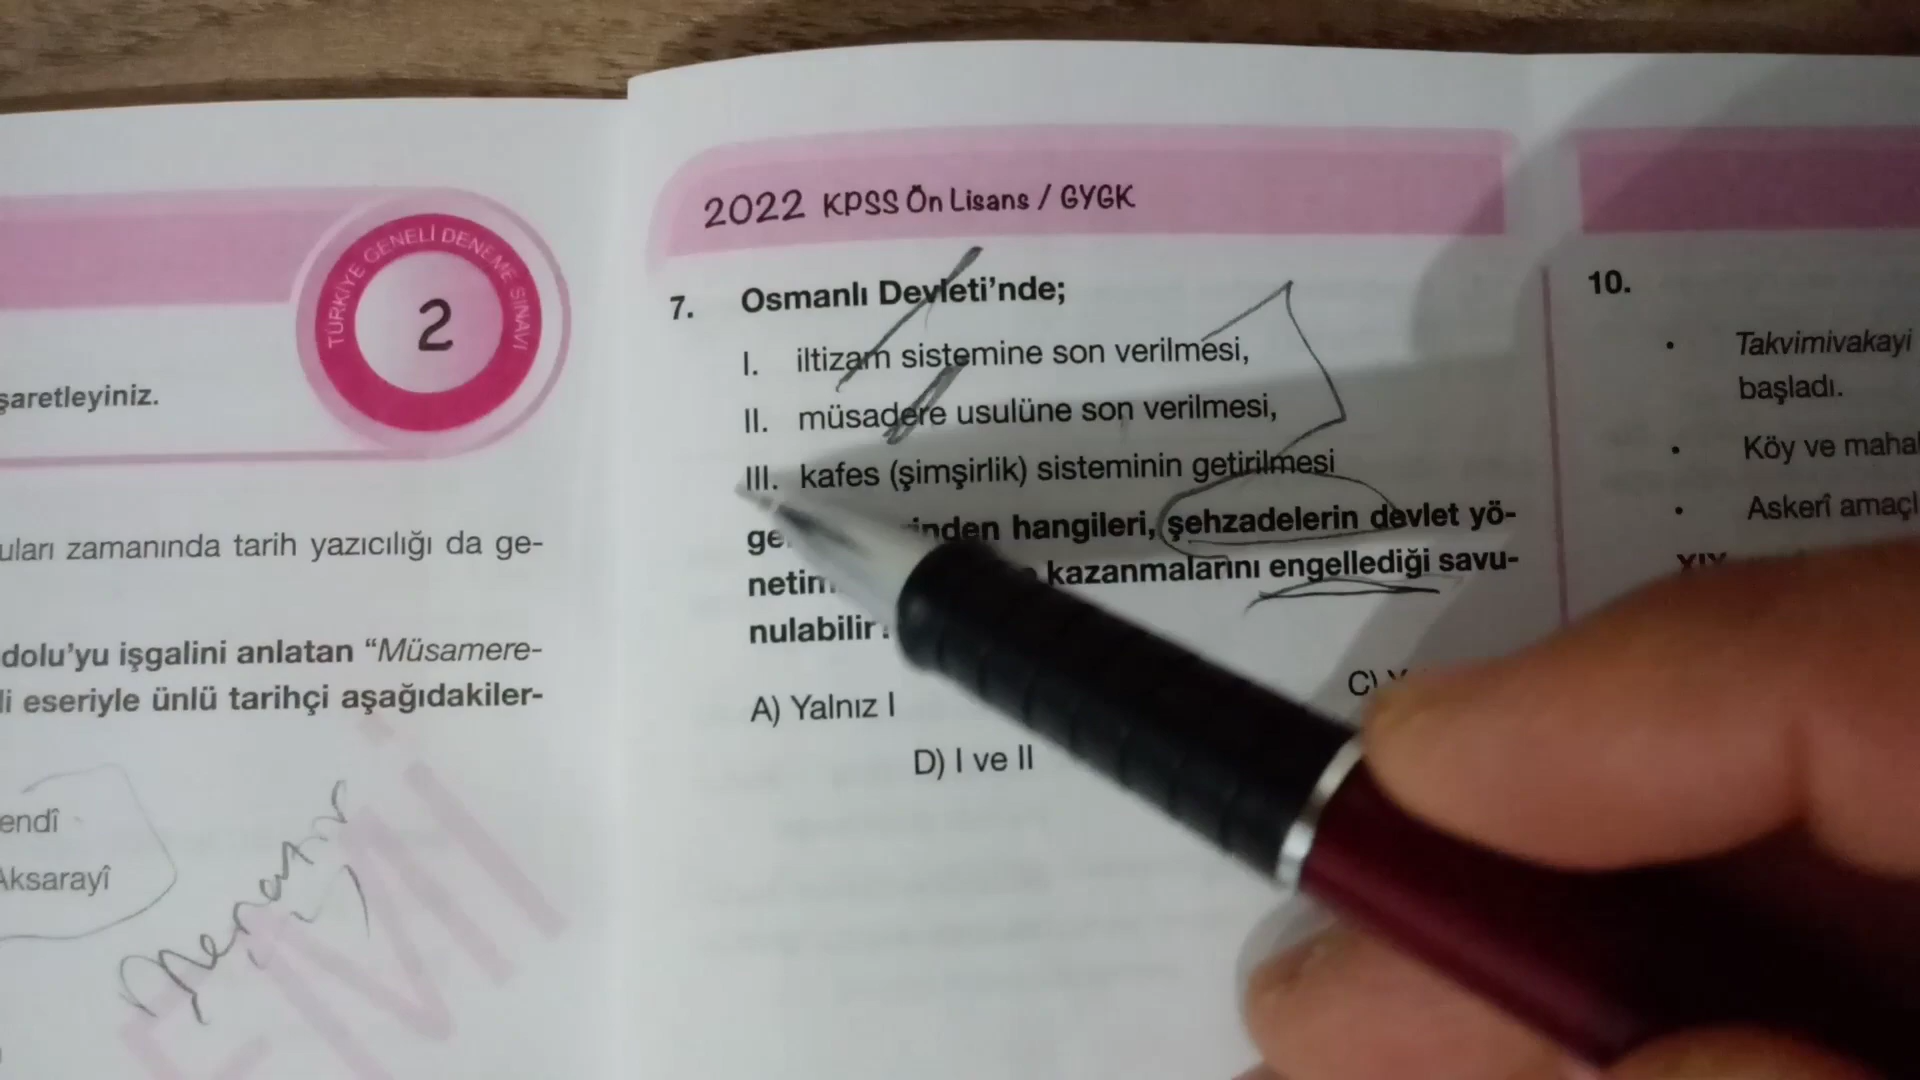 TÜRKİYE GENELİ DENEME SINAVI
2
şaretleyiniz.
uları zamanında tarih yazıcılığı da ge-
dolu'yu işgalini anlatan “Müsamere-
li eseriyle ünlü tarihçi aşağıdakiler-
endî
Aksarayî
2022 KPSS Ön Lisans / GYGK
7. Osmanlı Devleti'nde;
I. iltizam sistemine son verilmesi,
II. müsadere usulüne son verilmesi,
III. kafes (şimşirlik) sisteminin getirilmesi
ge inden hangileri, şehzadelerin devlet yö-
netim kazanmalarını engellediği savu-
nulabilir
A) Yalnız I
C)
D) I ve II
10.
• Takvimivakayi
başladı.
• Köy ve mahal
• Askerî amaçl
XIX